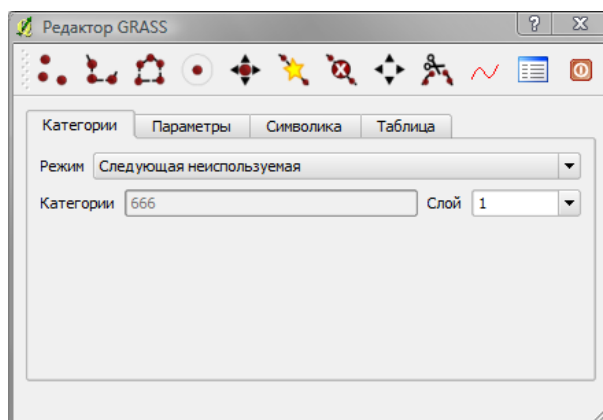 Редактор GRASS
Категории Параметры Символика Таблица
Режим Следующая неиспользуемая
Категории 666 Слой 1